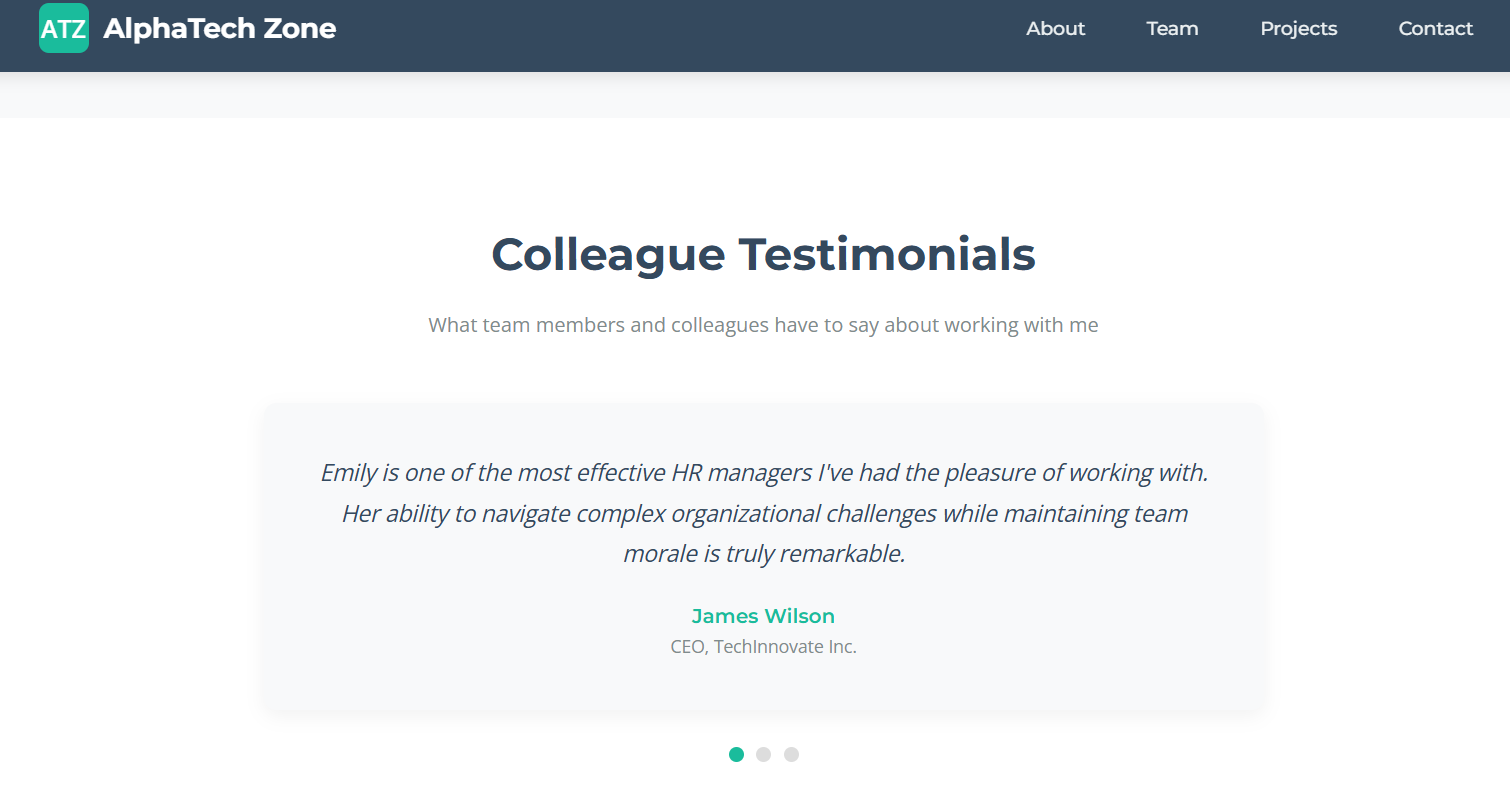 ATZ AlphaTech Zone About Team Projects Contact
Colleague Testimonials
What team members and colleagues have to say about working with me
Emily is one of the most effective HR managers I've had the pleasure of working with.
Her ability to navigate complex organizational challenges while maintaining team
morale is truly remarkable.
James Wilson
CEO, TechInnovate Inc.